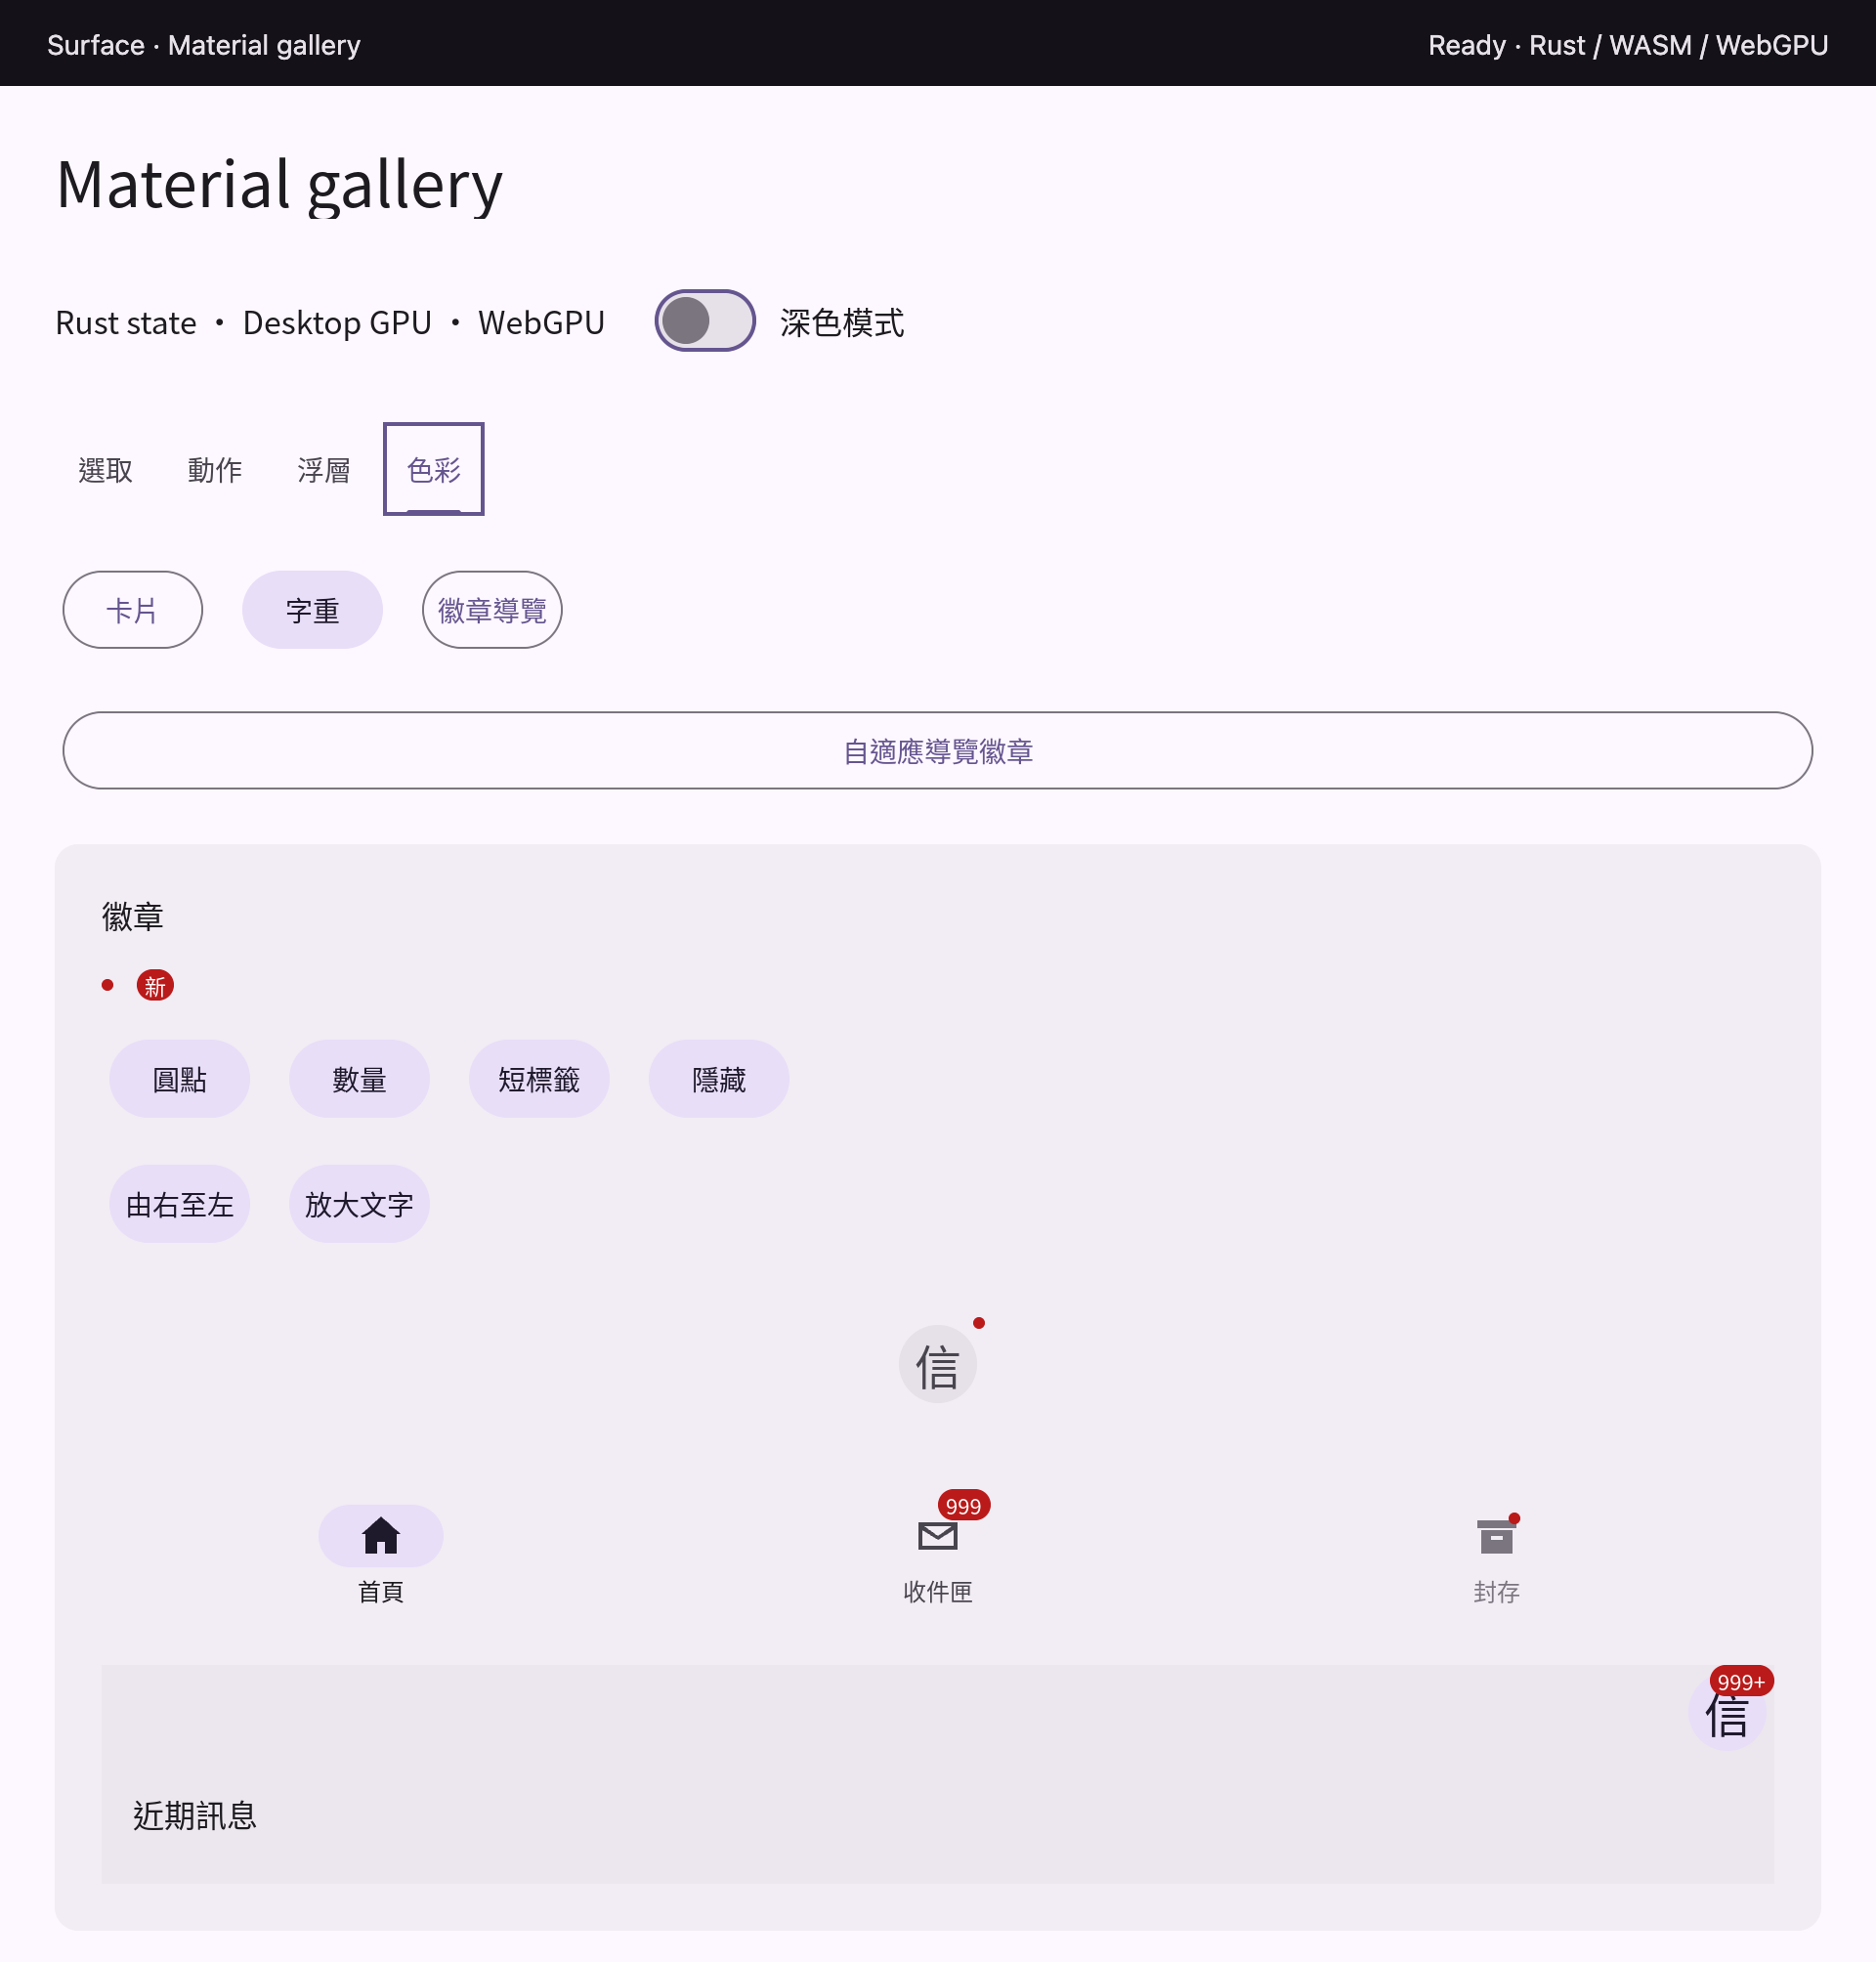 Surface · Material gallery
Ready · Rust / WASM / WebGPU
Material gallery
Rust state · Desktop GPU · WebGPU
深色模式
選取 動作 浮層 色彩
卡片 字重 徽章導覽
自適應導覽徽章
徽章
新
圓點 數量 短標籤 隱藏
由右至左 放大文字
信
999
首頁 收件匣 封存
999+
信
近期訊息